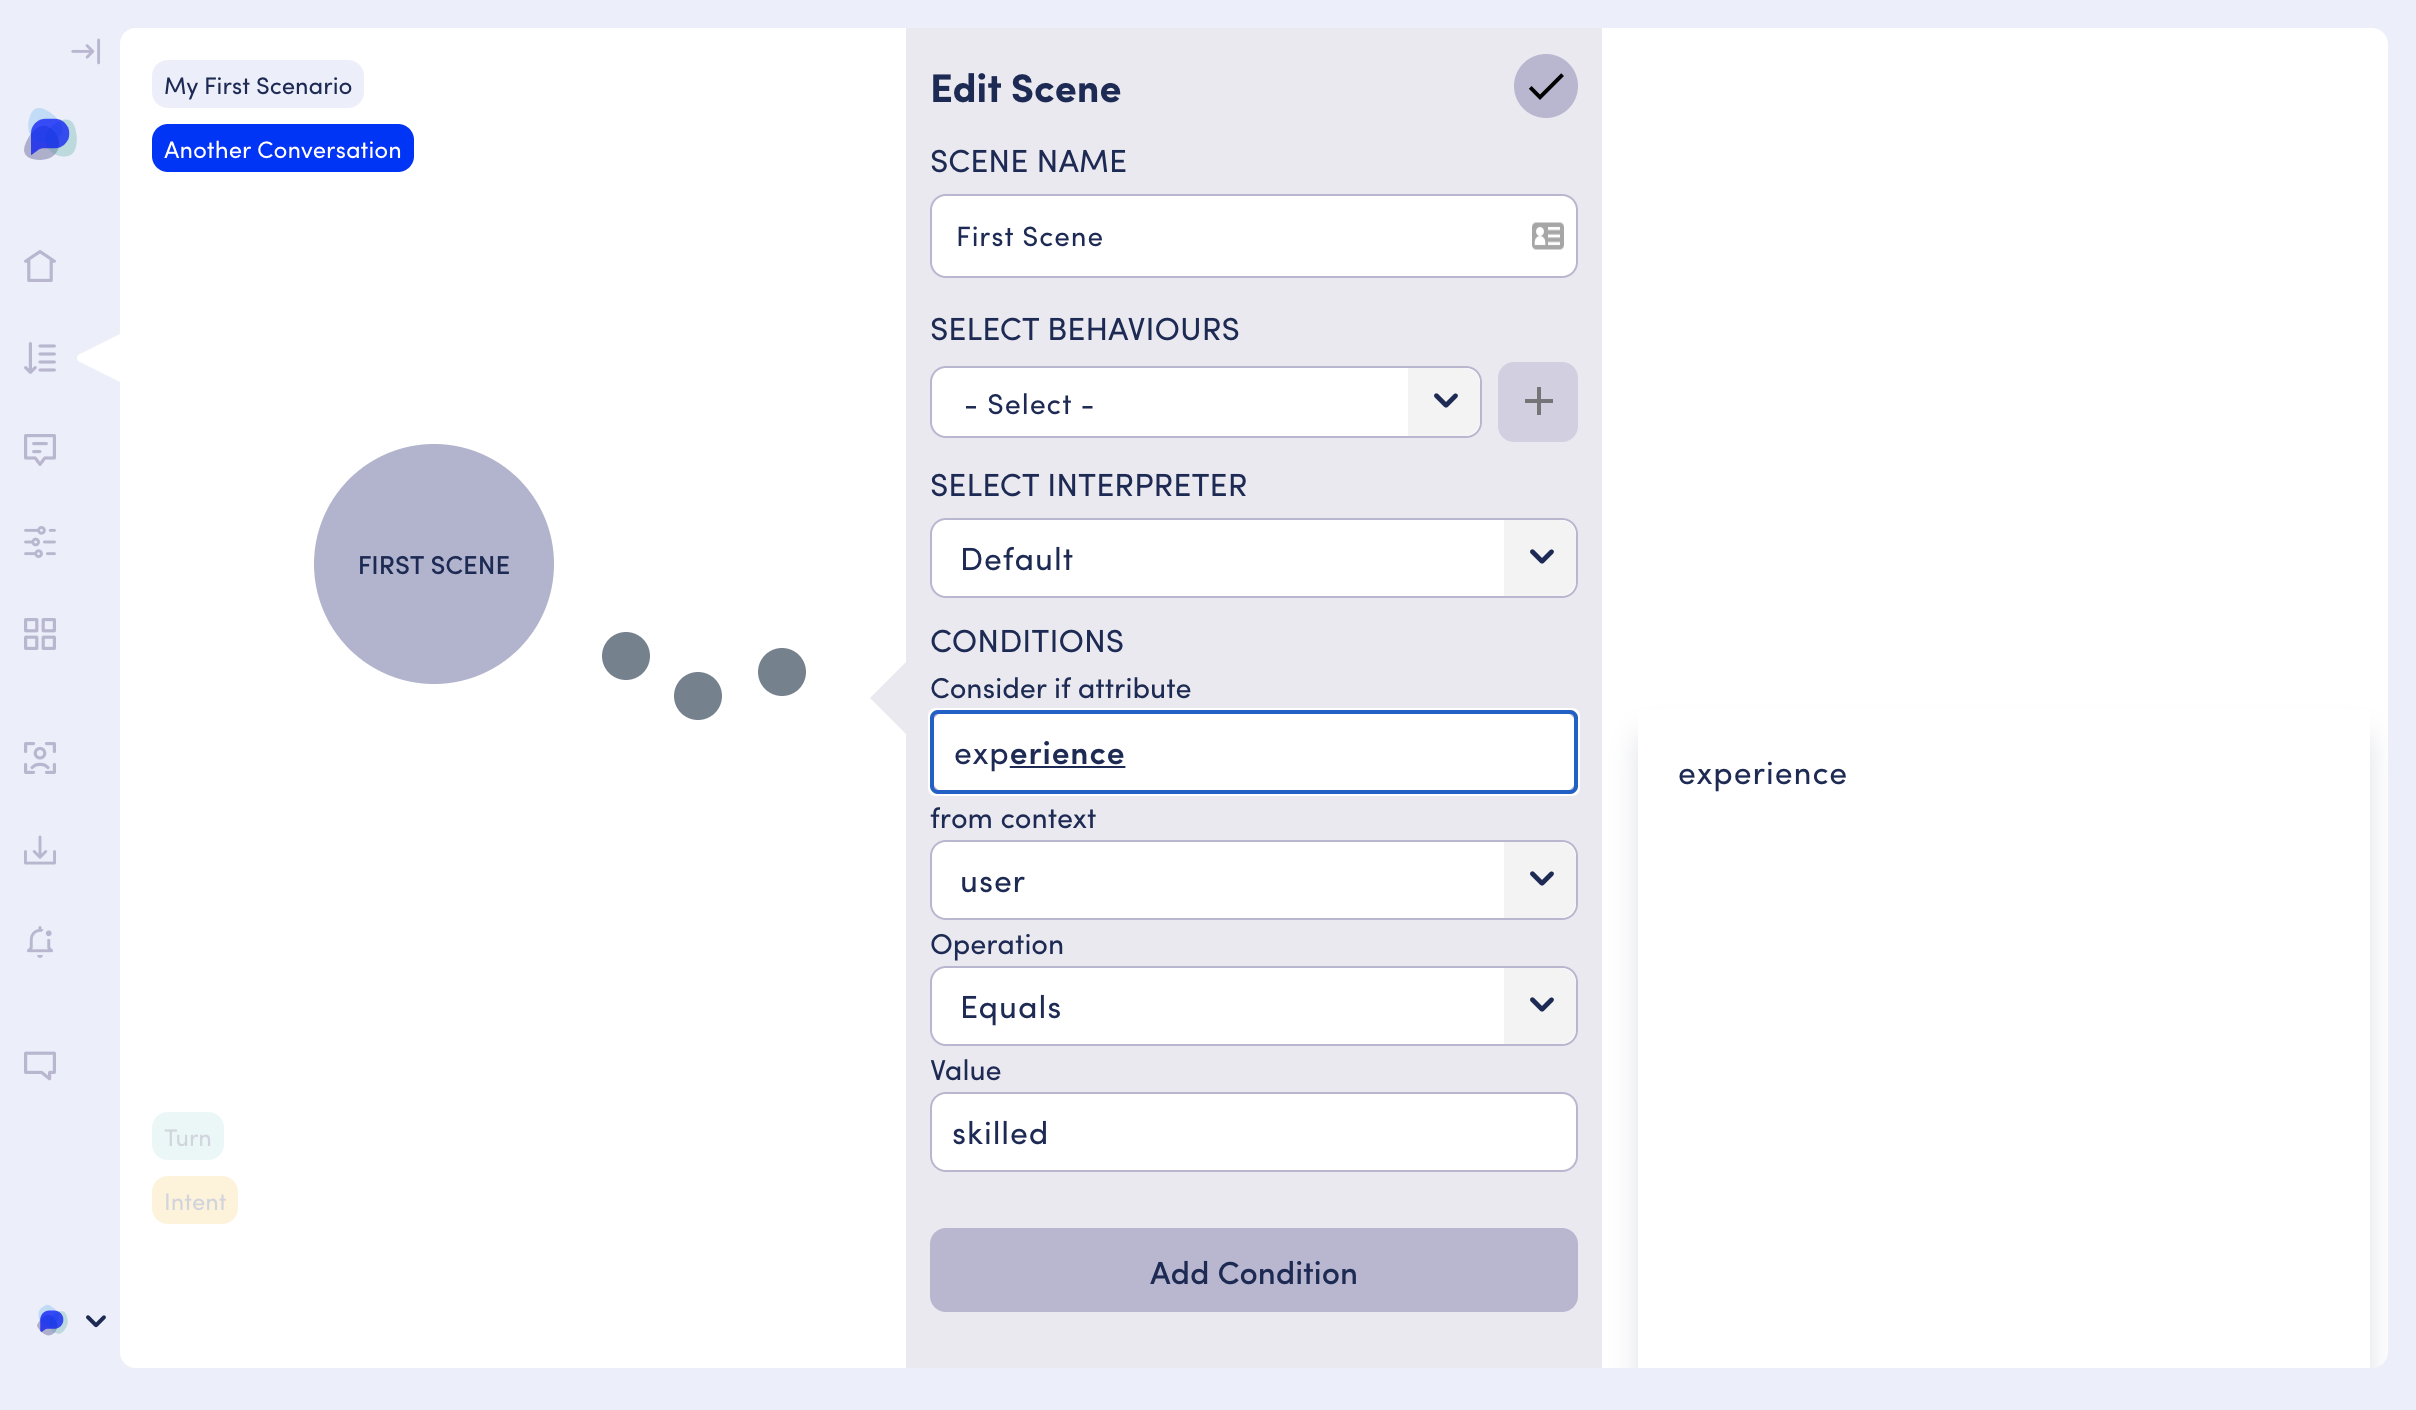 My First Scenario
Another Conversation
FIRST SCENE
Turn
Intent
Edit Scene
SCENE NAME
First Scene
SELECT BEHAVIOURS
- Select -
SELECT INTERPRETER
Default
CONDITIONS
Consider if attribute
experience
from context
user
Operation
Equals
Value
skilled
Add Condition
experience